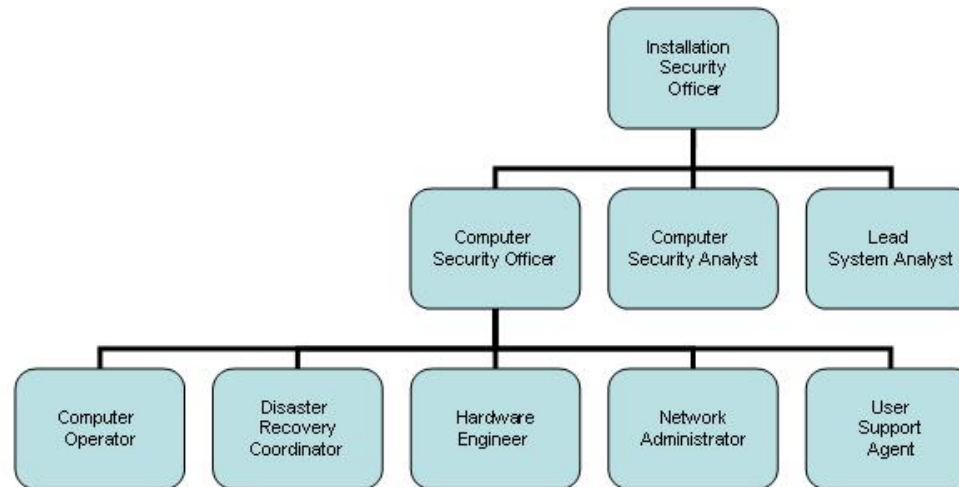 Installation
Security
Officer
Computer
Security Officer
Computer
Security Analyst
Lead
System Analyst
Computer
Operator
Disaster
Recovery
Coordinator
Hardware
Engineer
Network
Administrator
User
Support
Agent